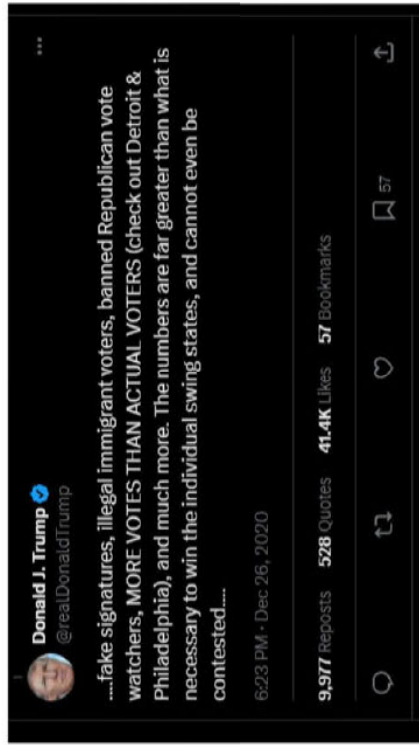 Donald J. Trump
@realDonaldTrump
....fake signatures, illegal immigrant voters, banned Republican vote
watchers, MORE VOTES THAN ACTUAL VOTERS (check out Detroit &
Philadelphia), and much more. The numbers are far greater than what is
necessary to win the individual swing states, and cannot even be
contested....
6:23 PM · Dec 26, 2020
9,977 Reposts 528 Quotes 41.4K Likes 57 Bookmarks
57